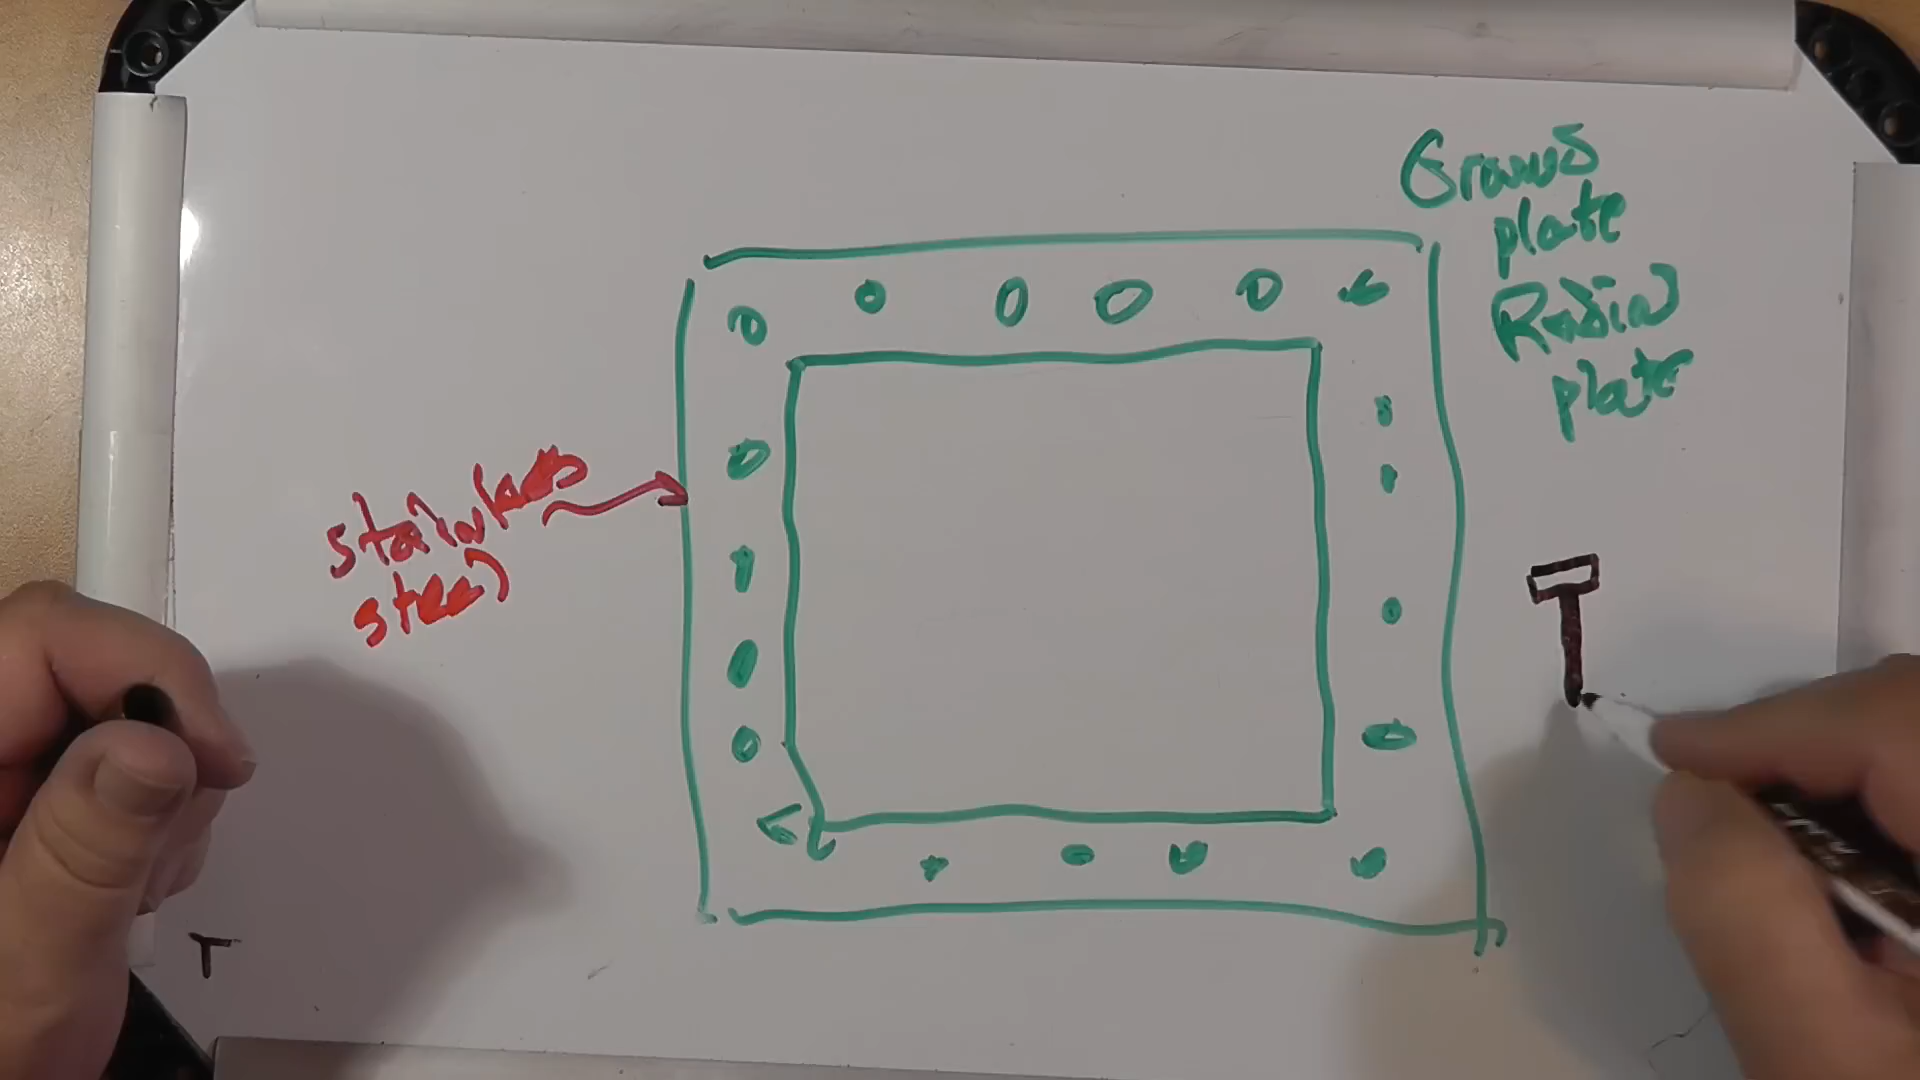 Ground
plate
Radial
plate
stainless
steel